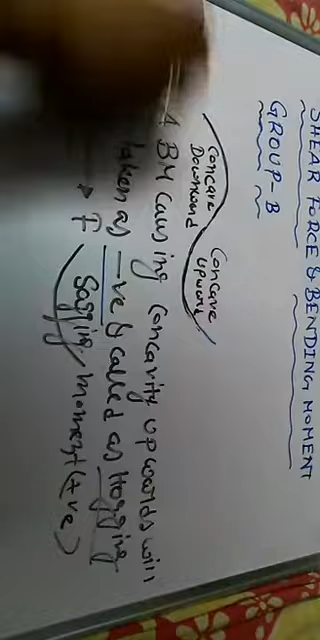 SHEAR FORCE & BENDING MOMENT
GROUP-B
Concave Concave
Downward upward
A BM causing concavity upwards will
taken as -ve & called as Hogging
→ F Sagging moment (+ve)